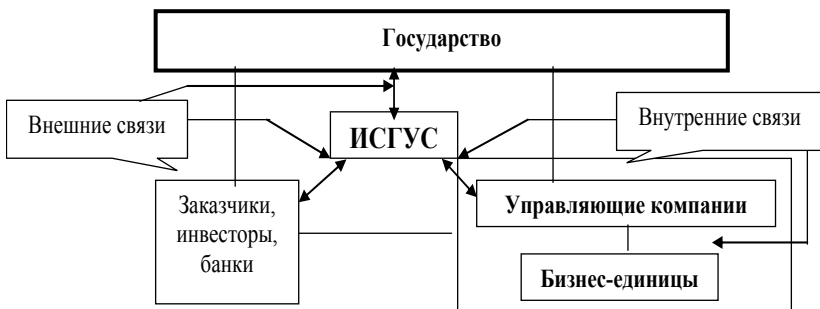 Государство
Внешние связи
ИСГУС
Внутренние связи
Заказчики,
инвесторы,
банки
Управляющие компании
Бизнес-единицы